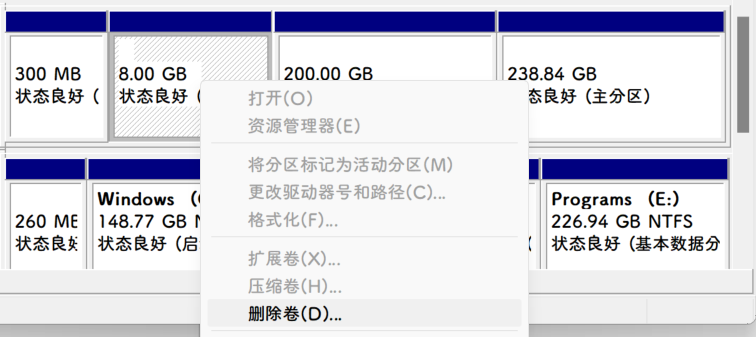 300 MB
状态良好 (
8.00 GB
状态良好 (
200.00 GB
238.84 GB
态良好 (主分区)
打开(O)
资源管理器(E)
将分区标记为活动分区(M)
更改驱动器号和路径(C)...
格式化(F)...
扩展卷(X)...
压缩卷(H)...
删除卷(D)...
260 ME
状态良好
Windows (
148.77 GB N
状态良好 (启
(
Programs (E:)
226.94 GB NTFS
状态良好 (基本数据分